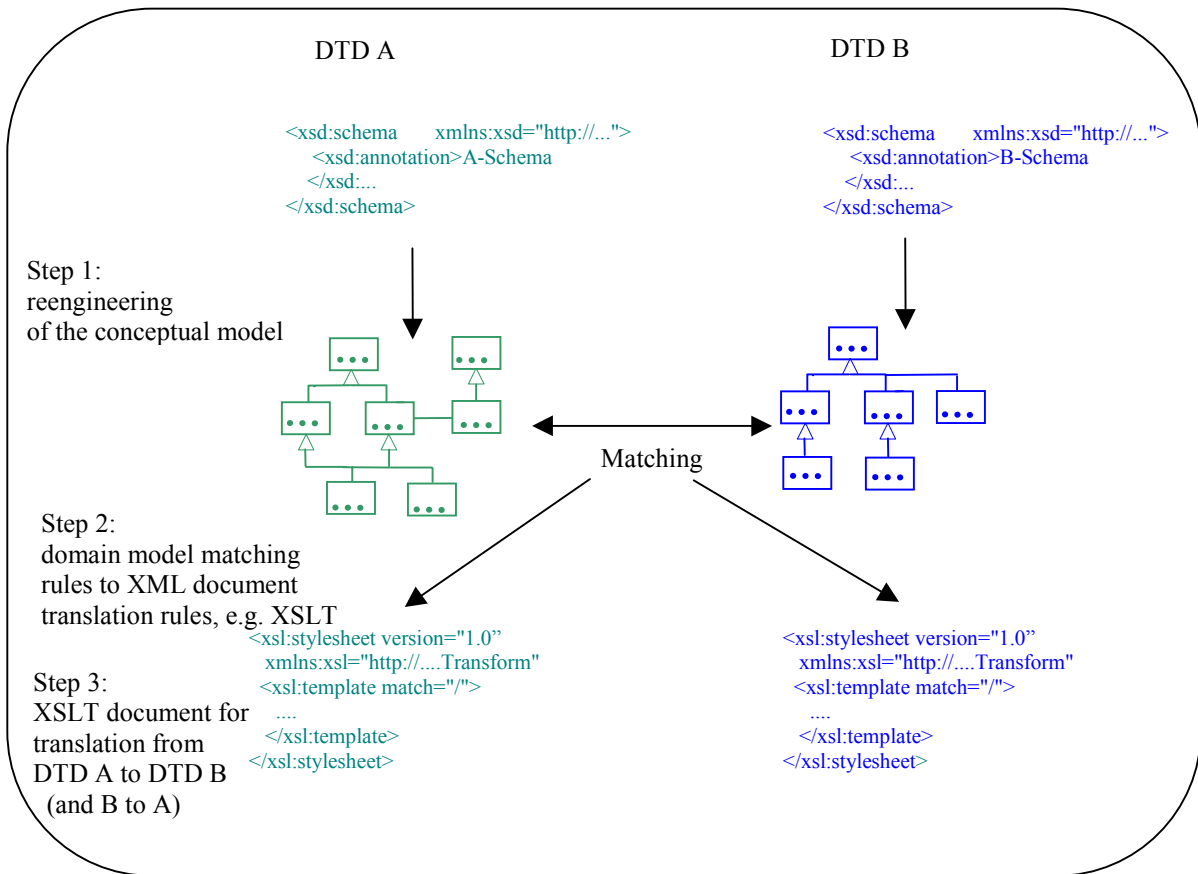 DTD A
DTD B
<xsd:schema xmlns:xsd="http://...">
<xsd:annotation>A-Schema
</xsd:...
</xsd:schema>
<xsd:schema xmlns:xsd="http://...">
<xsd:annotation>B-Schema
</xsd:...
</xsd:schema>
Step 1:
reengineering
of the conceptual model
Matching
Step 2:
domain model matching
rules to XML document
translation rules, e.g. XSLT
Step 3:
XSLT document for
translation from
DTD A to DTD B
(and B to A)
<xsl:stylesheet version="1.0”
xmlns:xsl="http://....Transform"
<xsl:template match="/">
....
</xsl:template>
</xsl:stylesheet>
<xsl:stylesheet version="1.0”
xmlns:xsl="http://....Transform"
<xsl:template match="/">
....
</xsl:template>
</xsl:stylesheet>